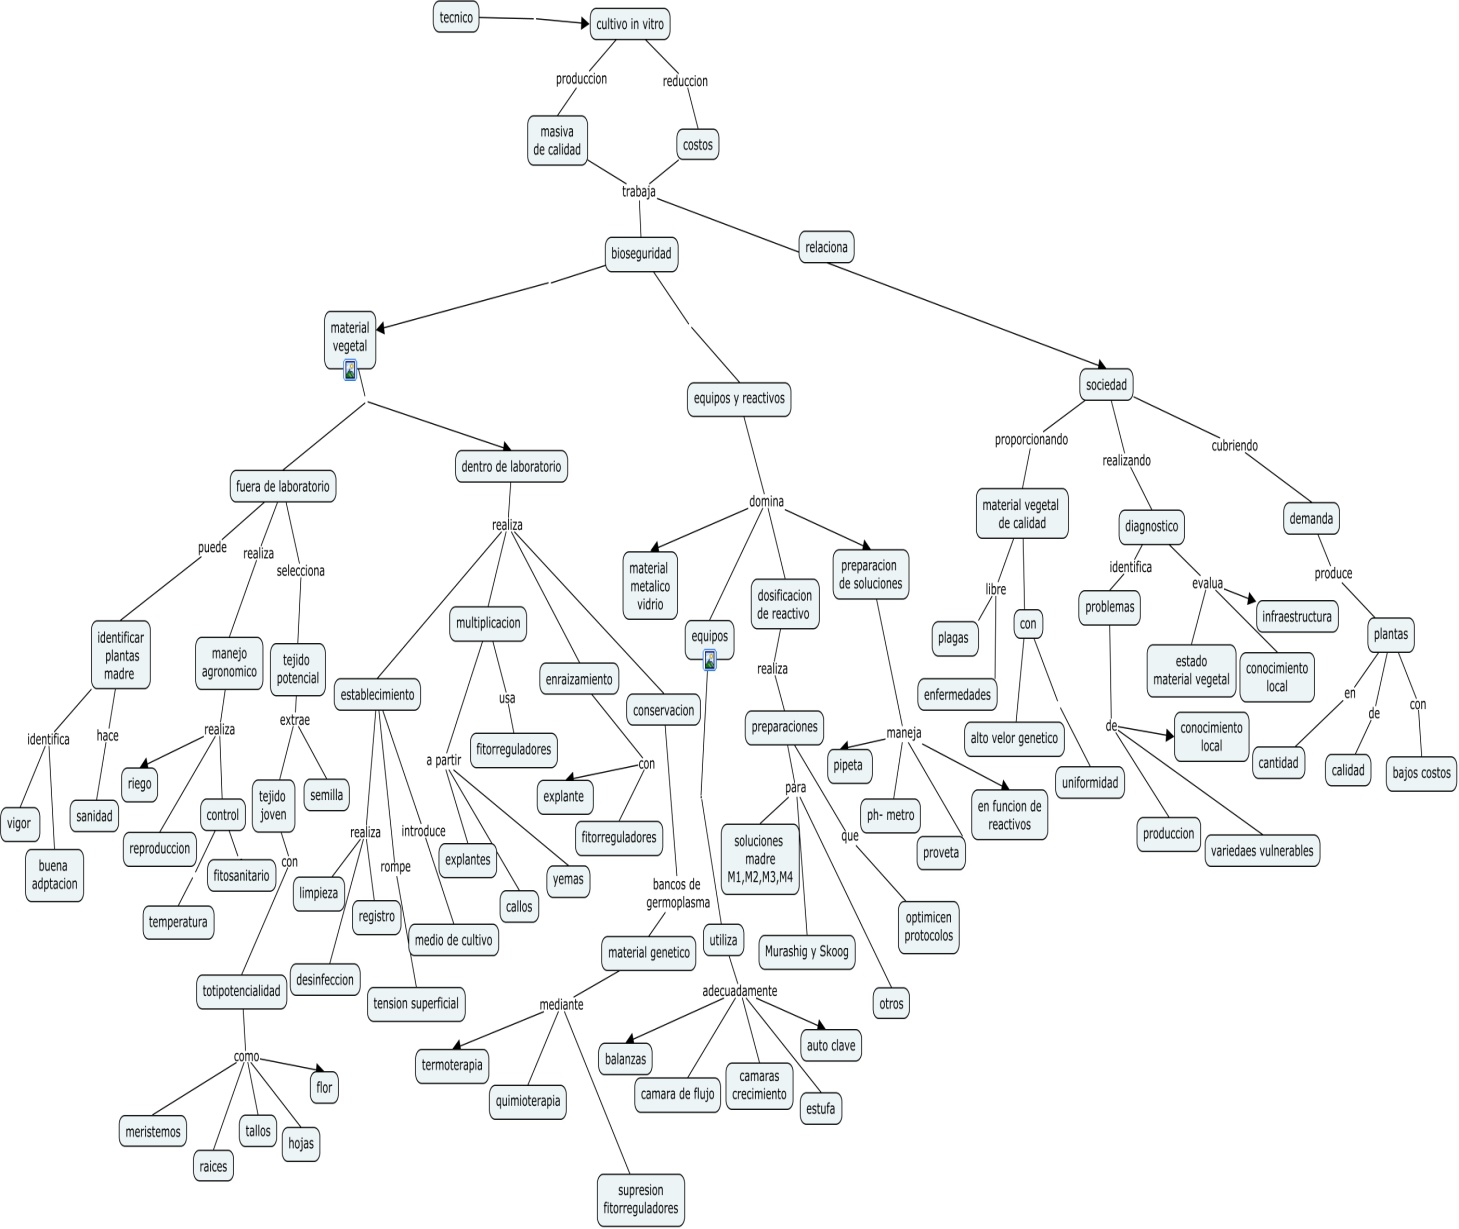 tecnico
cultivo in vitro
produccion
reduccion
masiva
de calidad
costos
trabaja
bioseguridad
relaciona
material
vegetal
equipos y reactivos
sociedad
proporcionando
realizando
cubriendo
fuera de laboratorio
dentro de laboratorio
domina
material vegetal
de calidad
diagnostico
demanda
puede
realiza
selecciona
realiza
material
metalico
vidrio
equipos
dosificacion
de reactivo
preparacion
de soluciones
libre
con
identifica
evalua
produce
plagas
enfermedades
problemas
infraestructura
estado
material vegetal
conocimiento
local
plantas
identificar
plantas
madre
manejo
agronomico
tejido
potencial
establecimiento
multiplicacion
enraizamiento
conservacion
usa
fitorreguladores
realiza
preparaciones
maneja
alto velor genetico
uniformidad
de
conocimiento
local
produccion
variedaes vulnerables
en
de
con
cantidad
calidad
bajos costos
identifica
hace
realiza
extrae
vigor
buena
adptacion
sanidad
riego
reproduccion
control
temperatura
fitosanitario
tejido
joven
semilla
con
a partir
con
explante
fitorreguladores
pipeta
ph- metro
proveta
en funcion de
reactivos
realiza
rompe
introduce
limpieza
registro
desinfeccion
tension superficial
medio de cultivo
explantes
callos
yemas
bancos de
germoplasma
material genetico
utiliza
para
que
soluciones
madre
M1,M2,M3,M4
Murashig y Skoog
otros
optimicen
protocolos
totipotencialidad
como
meristemos
raices
tallos
hojas
flor
mediante
termoterapia
quimioterapia
supresion
fitorreguladores
adecuadamente
balanzas
camara de flujo
camaras
crecimiento
estufa
auto clave